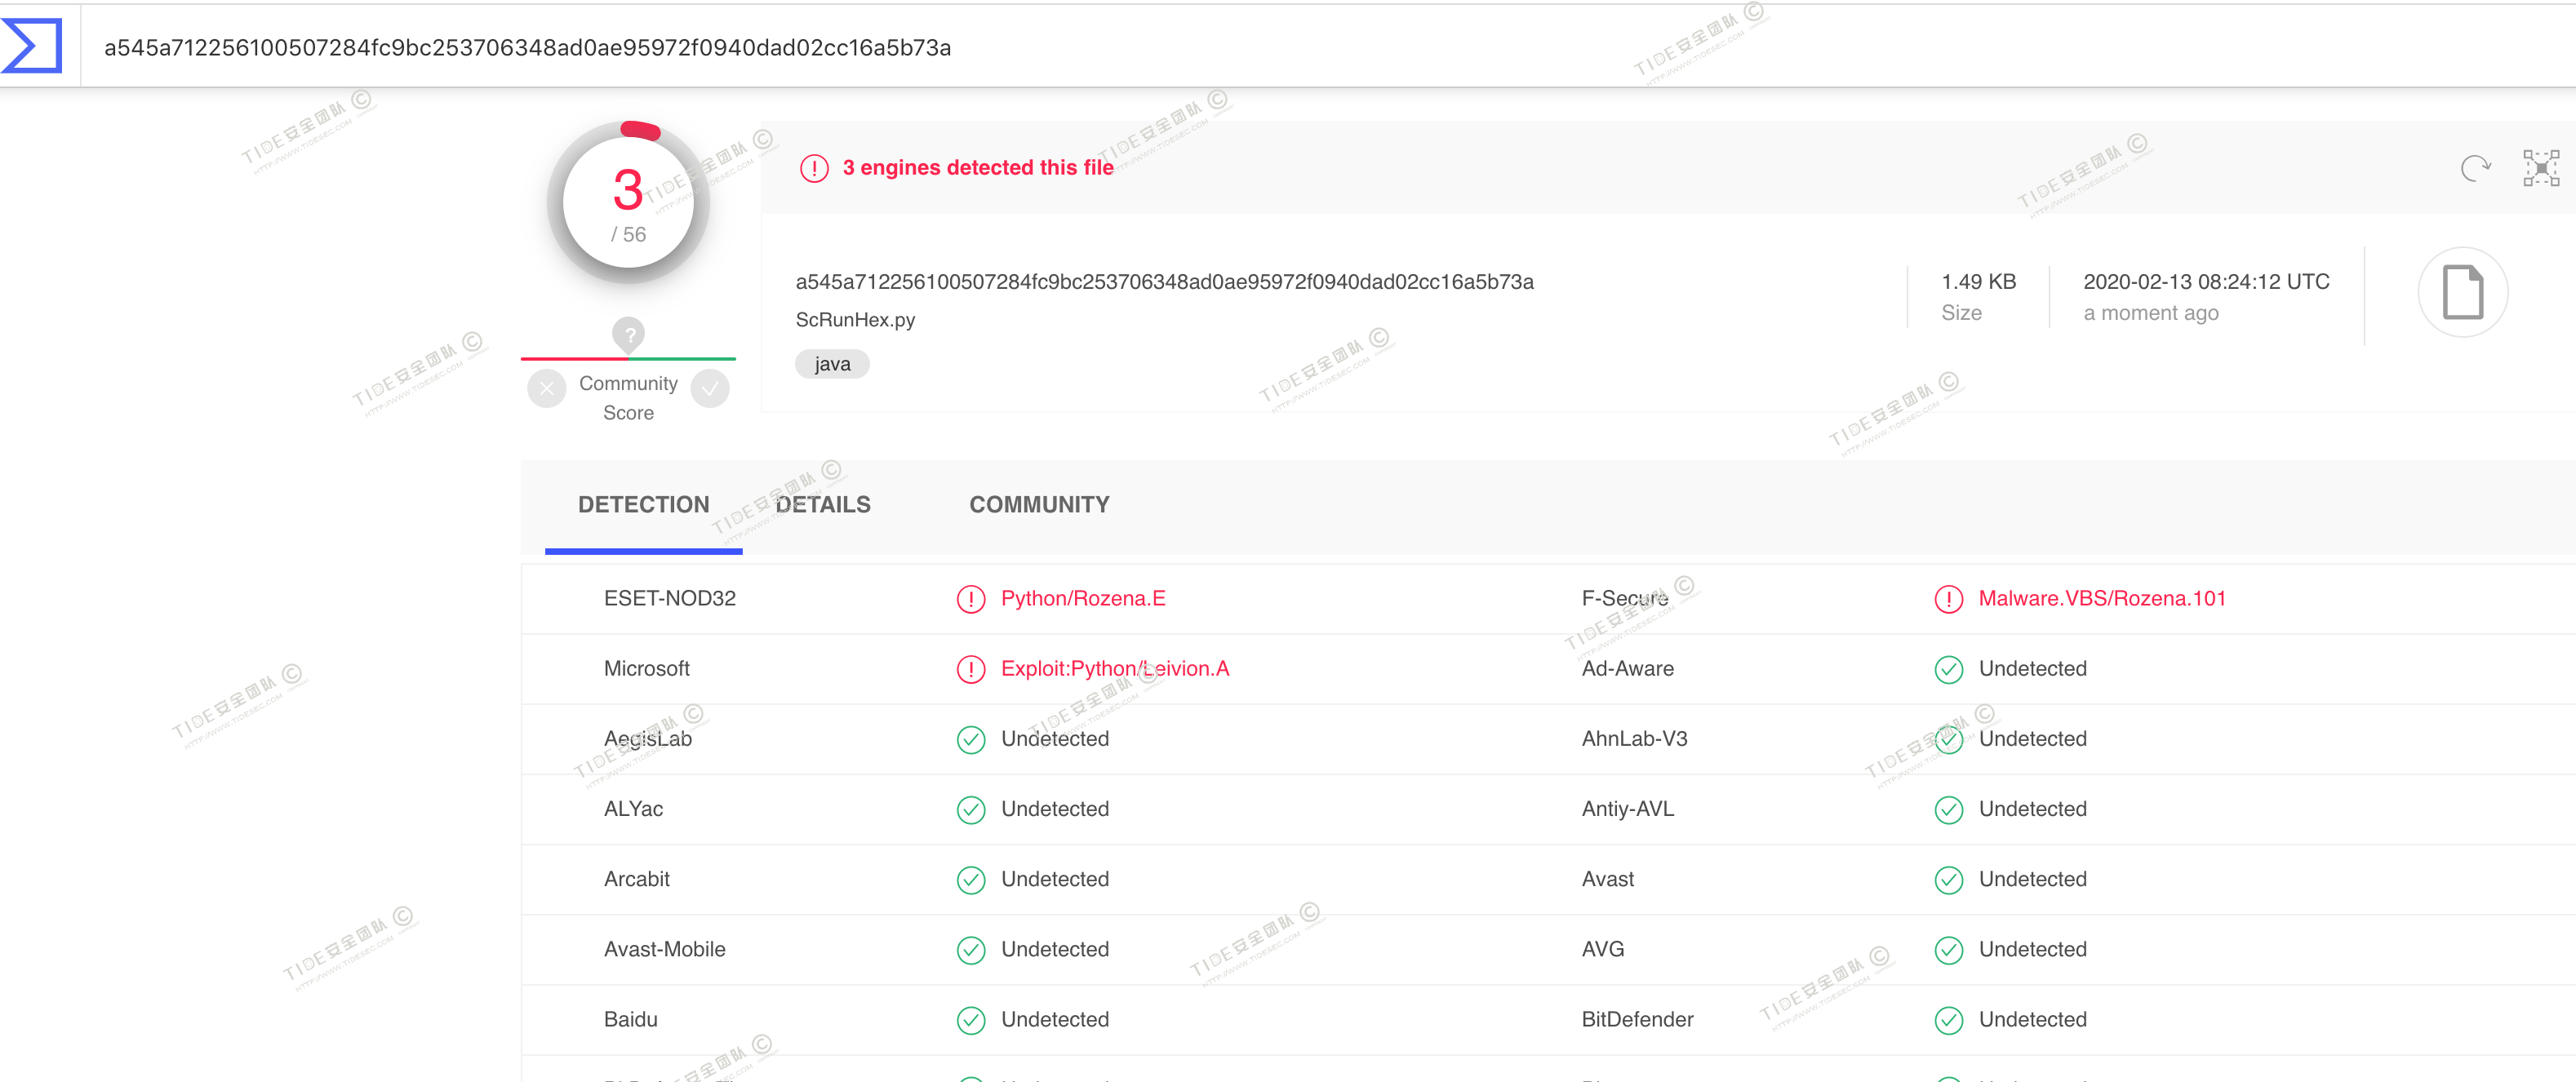 a545a712256100507284fc9bc253706348ad0ae95972f0940dad02cc16a5b73a
3
/ 56
3 engines detected this file
a545a712256100507284fc9bc253706348ad0ae95972f0940dad02cc16a5b73a
ScRunHex.py
java
1.49 KB
Size
2020-02-13 08:24:12 UTC
a moment ago
?
Community
Score
DETECTION DETAILS COMMUNITY
ESET-NOD32 Python/Rozena.E F-Secure Malware.VBS/Rozena.101
Microsoft Exploit:Python/Leivion.A Ad-Aware Undetected
AegisLab Undetected AhnLab-V3 Undetected
ALYac Undetected Antiy-AVL Undetected
Arcabit Undetected Avast Undetected
Avast-Mobile Undetected AVG Undetected
Baidu Undetected BitDefender Undetected
TIDE安全团队 ©
HTTP://WWW.TIDESEC.COM